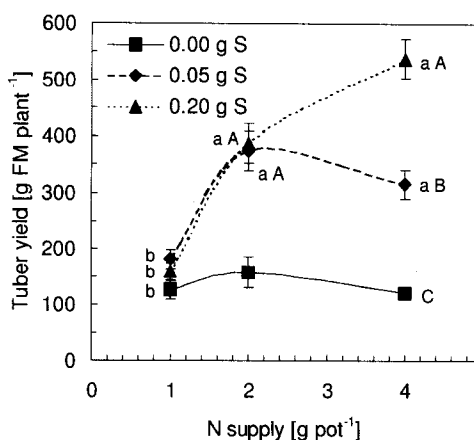 600
500
400
300
200
100
0
Tuber yield [g FM plant⁻¹]
0.00 g S
0.05 g S
0.20 g S
a A
a A
a A
a B
b
b
b
C
0 1 2 3 4 5
N supply [g pot⁻¹]